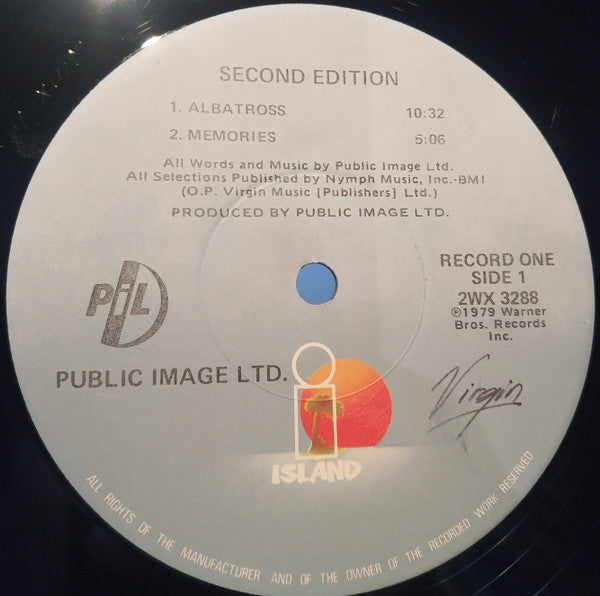 SECOND EDITION
1. ALBATROSS 10:32
2. MEMORIES 5:06
All Words and Music by Public Image Ltd.
All Selections Published by Nymph Music, Inc.-BMI
(O.P. Virgin Music [Publishers] Ltd.)
PRODUCED BY PUBLIC IMAGE LTD.
PiL
PUBLIC IMAGE LTD.
RECORD ONE
SIDE 1
2WX 3288
℗1979 Warner
Bros. Records
Inc.
Virgin
i
ISLAND
ALL RIGHTS OF THE MANUFACTURER AND OF THE OWNER OF THE RECORDED WORK RESERVED